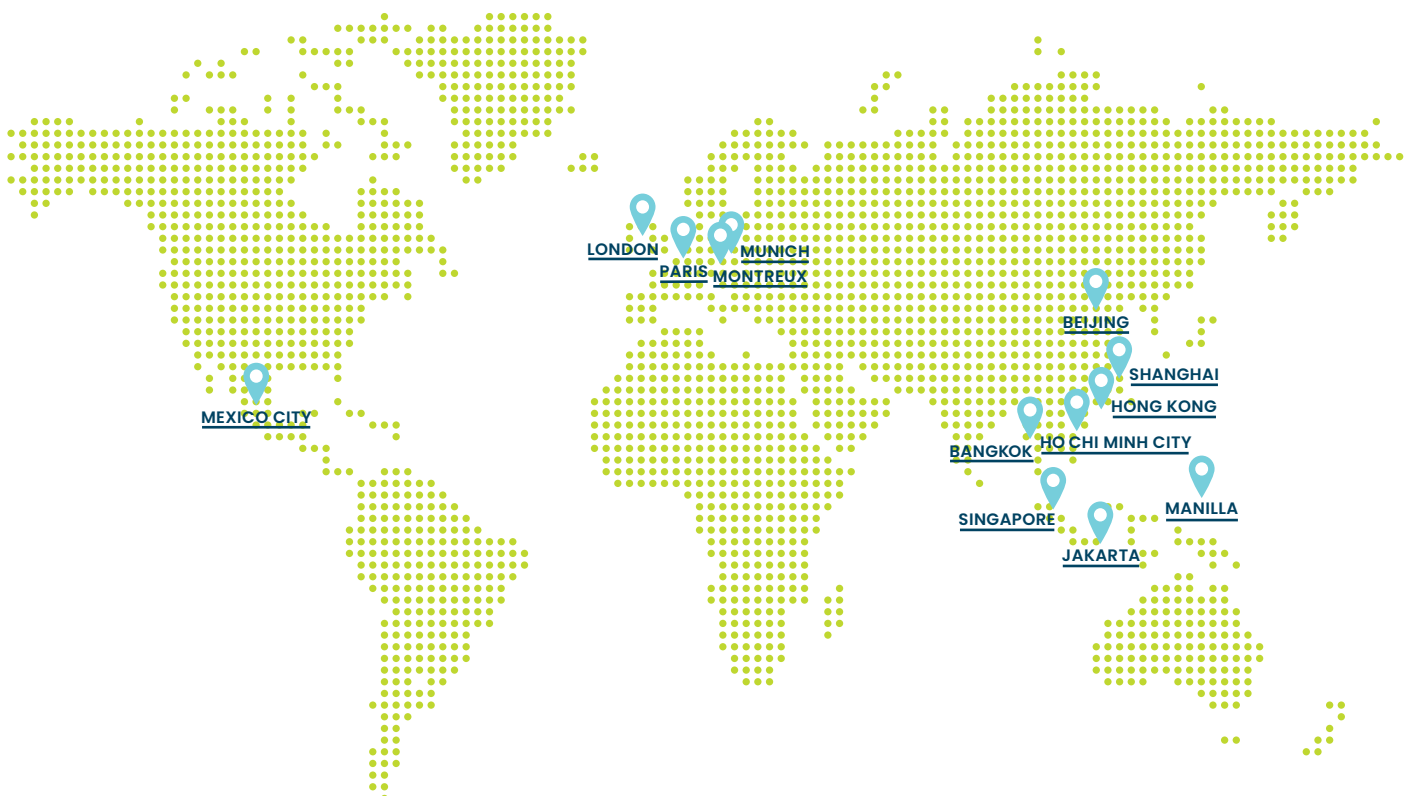 LONDON
MUNICH
PARIS
MONTREUX
BEIJING
SHANGHAI
MEXICO CITY
HONG KONG
HO CHI MINH CITY
BANGKOK
MANILLA
SINGAPORE
JAKARTA